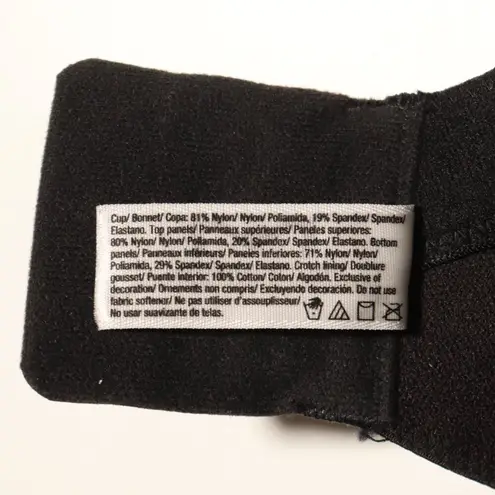 Cup/ Bonnet/ Copa: 81% Nylon/ Nylon/ Poliamida, 19% Spandex/ Spandex/
Elastano. Top panels/ Panneaux supérieures/ Paneles superiores:
80% Nylon/ Nylon/ Poliamida, 20% Spandex/ Spandex/ Elastano. Bottom
panels/ Panneaux inférieurs/ Paneles inferiores: 71% Nylon/ Nylon/
Poliamida, 29% Spandex/ Spandex/ Elastano. Crotch lining/ Doublure
gousset/ Puente interior: 100% Cotton/ Coton/ Algodón. Exclusive of
decoration/ Ornements non compris/ Excluyendo decoración. Do not use
fabric softener/ Ne pas utiliser d'assouplisseur/
No usar suavizante de telas.